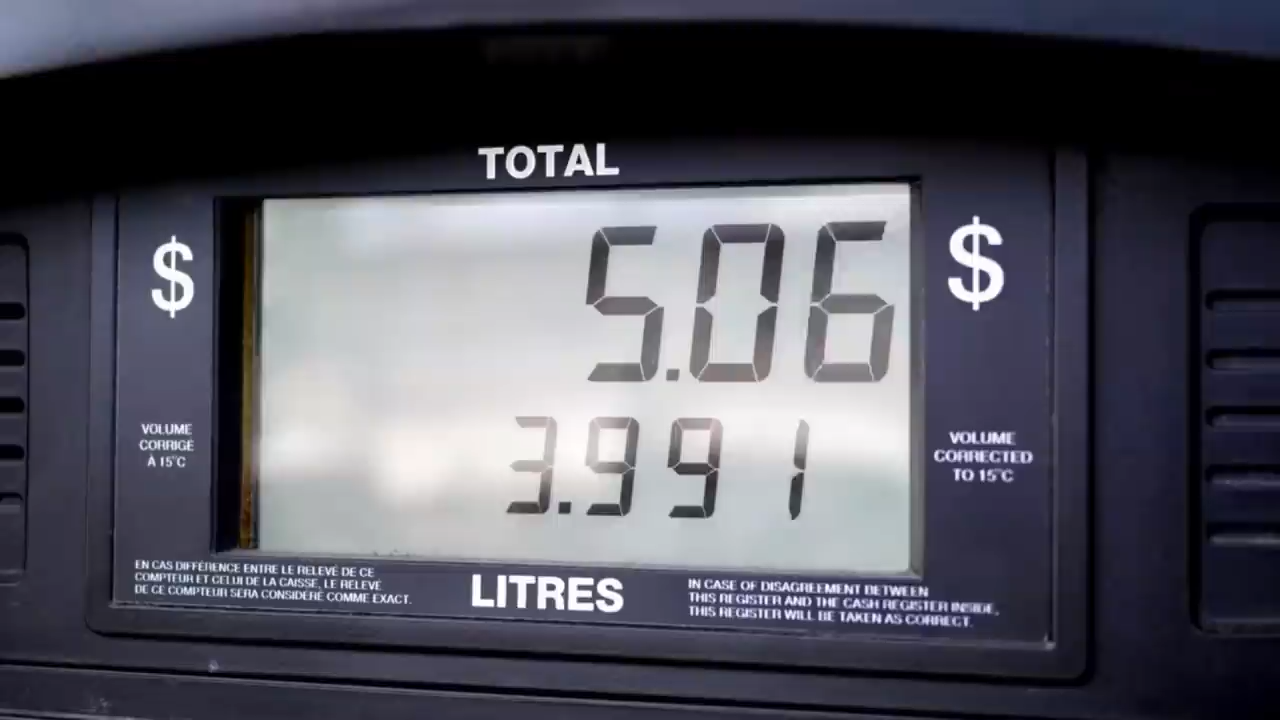 TOTAL
$ 5.06 $
3.991
VOLUME
CORRIGÉ
À 15°C
VOLUME
CORRECTED
TO 15°C
EN CAS DIFFÉRENCE ENTRE LE RELEVÉ DE CE
COMPTEUR ET CELUI DE LA CAISSE, LE RELEVÉ
DE CE COMPTEUR SERA CONSIDÉRÉ COMME EXACT.
LITRES
IN CASE OF DISAGREEMENT BETWEEN
THIS REGISTER AND THE CASH REGISTER INSIDE,
THIS REGISTER WILL BE TAKEN AS CORRECT.